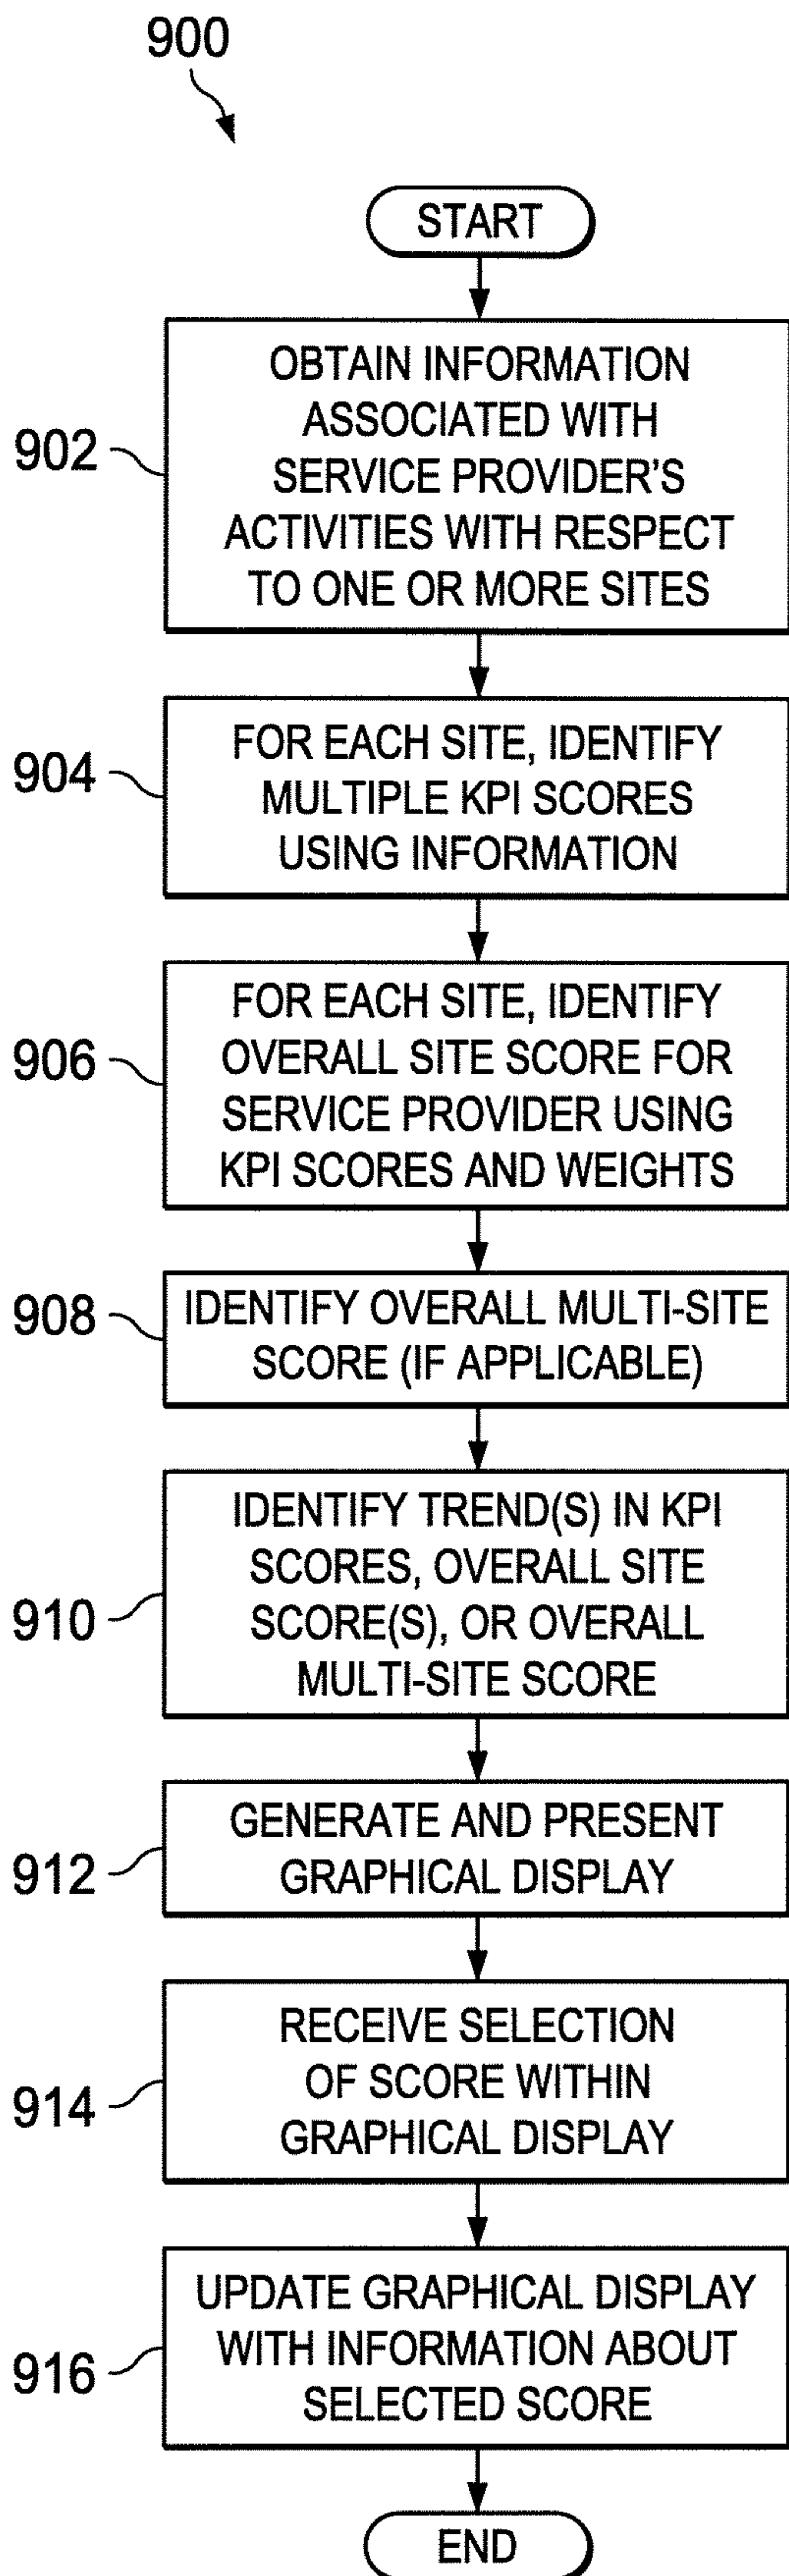 900
START
902
OBTAIN INFORMATION
ASSOCIATED WITH
SERVICE PROVIDER'S
ACTIVITIES WITH RESPECT
TO ONE OR MORE SITES
904
FOR EACH SITE, IDENTIFY
MULTIPLE KPI SCORES
USING INFORMATION
906
FOR EACH SITE, IDENTIFY
OVERALL SITE SCORE FOR
SERVICE PROVIDER USING
KPI SCORES AND WEIGHTS
908
IDENTIFY OVERALL MULTI-SITE
SCORE (IF APPLICABLE)
910
IDENTIFY TREND(S) IN KPI
SCORES, OVERALL SITE
SCORE(S), OR OVERALL
MULTI-SITE SCORE
912
GENERATE AND PRESENT
GRAPHICAL DISPLAY
914
RECEIVE SELECTION
OF SCORE WITHIN
GRAPHICAL DISPLAY
916
UPDATE GRAPHICAL DISPLAY
WITH INFORMATION ABOUT
SELECTED SCORE
END